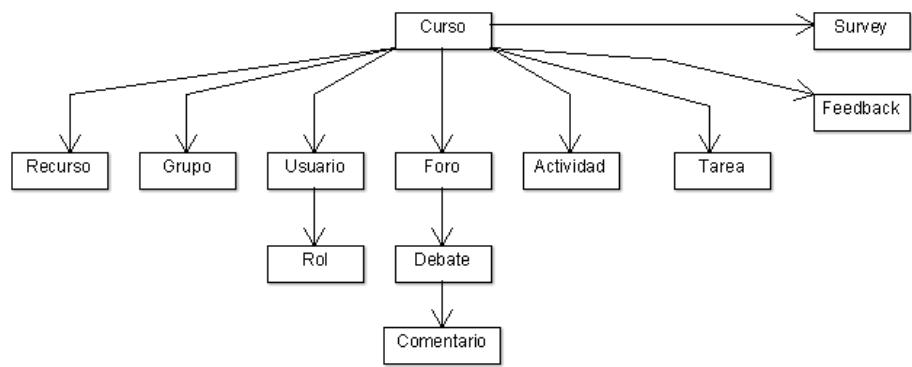 Curso
Survey
Feedback
Recurso
Grupo
Usuario
Foro
Actividad
Tarea
Rol
Debate
Comentario